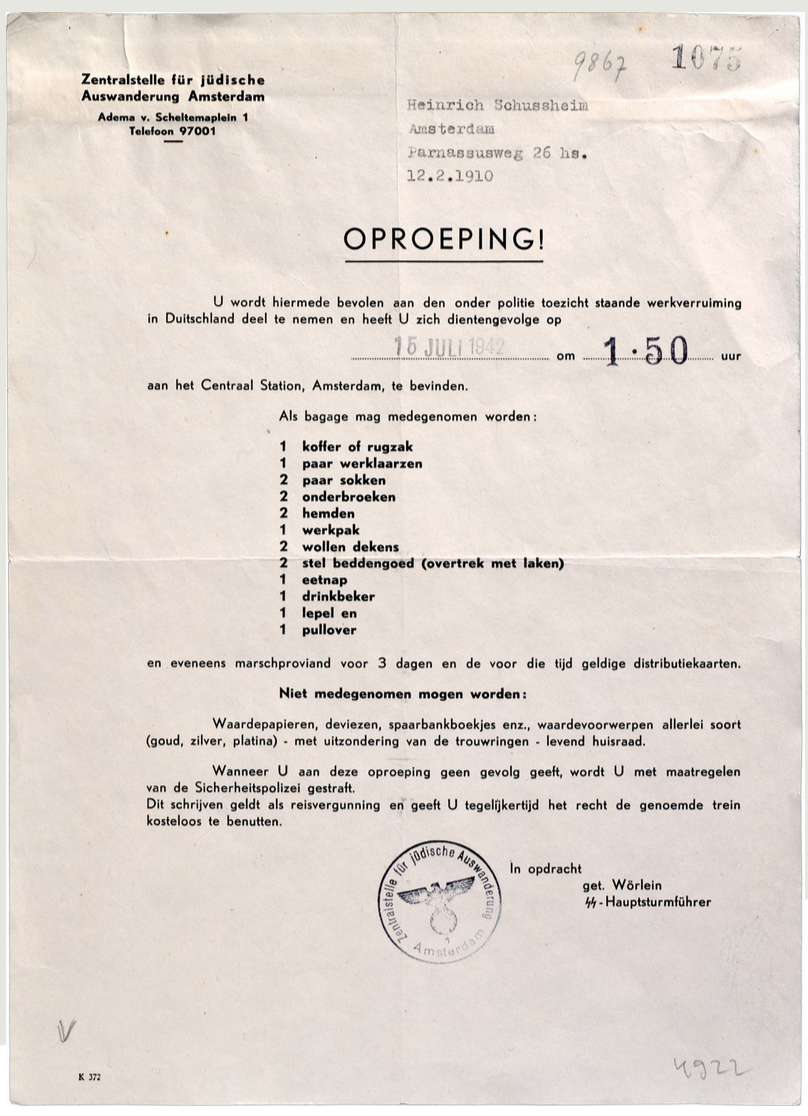 9867 1075
Zentralstelle für jüdische
Auswanderung Amsterdam
Adema v. Scheltemaplein 1
Telefoon 97001
Heinrich Schussheim
Amsterdam
Parnassusweg 26 hs.
12.2.1910
OPROEPING!
U wordt hiermede bevolen aan den onder politie toezicht staande werkverruiming
in Duitschland deel te nemen en heeft U zich dientengevolge op
15 JULI 1942 om 1.50 uur
aan het Centraal Station, Amsterdam, te bevinden.
Als bagage mag medegenomen worden:
1 koffer of rugzak
1 paar werklaarzen
2 paar sokken
2 onderbroeken
2 hemden
1 werkpak
2 wollen dekens
2 stel beddengoed (overtrek met laken)
1 eetnap
1 drinkbeker
1 lepel en
1 pullover
en eveneens marschproviand voor 3 dagen en de voor die tijd geldige distributiekaarten.
Niet medegenomen mogen worden:
Waardepapieren, deviezen, spaarbankboekjes enz., waardevoorwerpen allerlei soort
(goud, zilver, platina) - met uitzondering van de trouwringen - levend huisraad.
Wanneer U aan deze oproeping geen gevolg geeft, wordt U met maatregelen
van de Sicherheitspolizei gestraft.
Dit schrijven geldt als reisvergunning en geeft U tegelijkertijd het recht de genoemde trein
kosteloos te benutten.
Zentralstelle für jüdische Auswanderung
1
Amsterdam
In opdracht
get. Wörlein
ᛋᛋ-Hauptsturmführer
V
K 372
4922